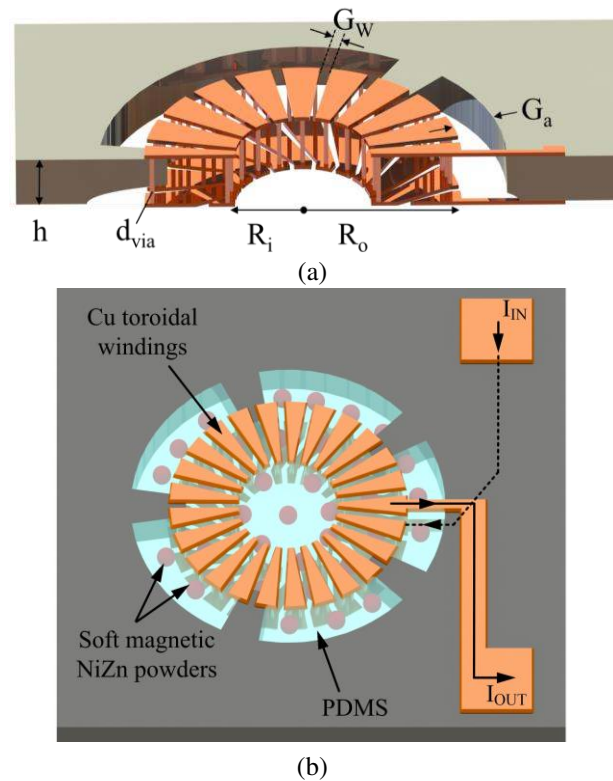 G_W
G_a
h
d_via
R_i
R_o
(a)
Cu toroidal
windings
I_IN
Soft magnetic
NiZn powders
PDMS
I_OUT
(b)